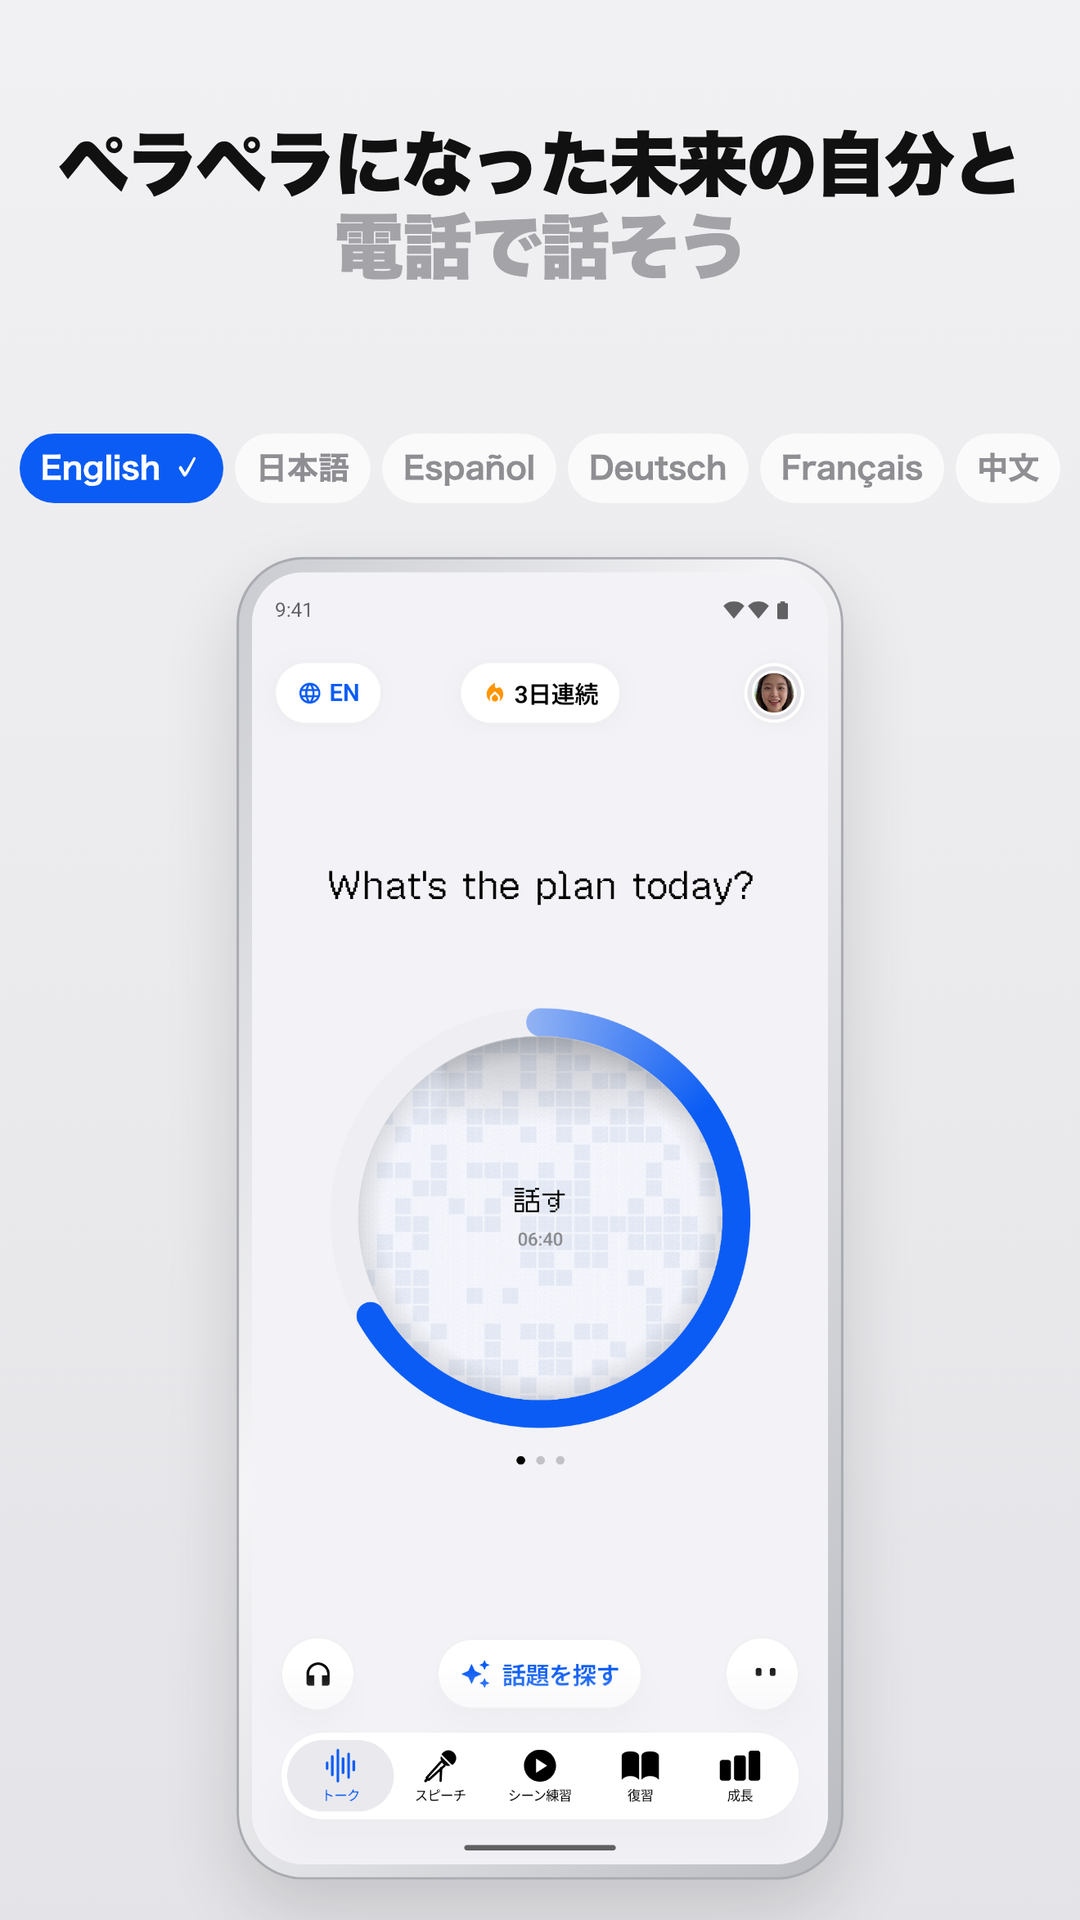 ペラペラになった未来の自分と
電話で話そう
English ✓
日本語
Español
Deutsch
Français
中文
9:41
EN
3日連続
What's the plan today?
話す
06:40
話題を探す
トーク
スピーチ
シーン練習
復習
成長